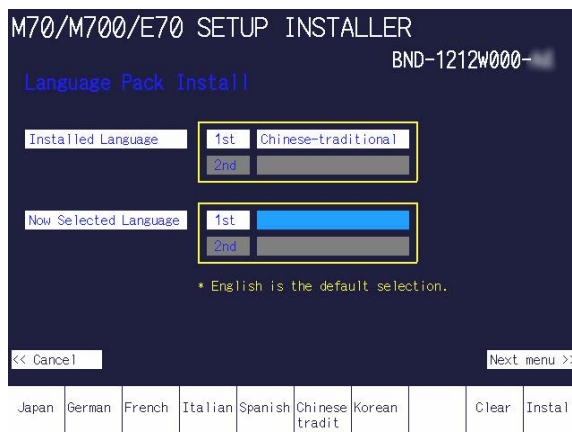 M70/M700/E70 SETUP INSTALLER
BND-1212W000-
Language Pack Install
Installed Language 1st Chinese-traditional
2nd
Now Selected Language 1st
2nd
* English is the default selection.
<< Cancel Next menu >>
Japan German French Italian Spanish Chinese tradit Korean Clear Instal